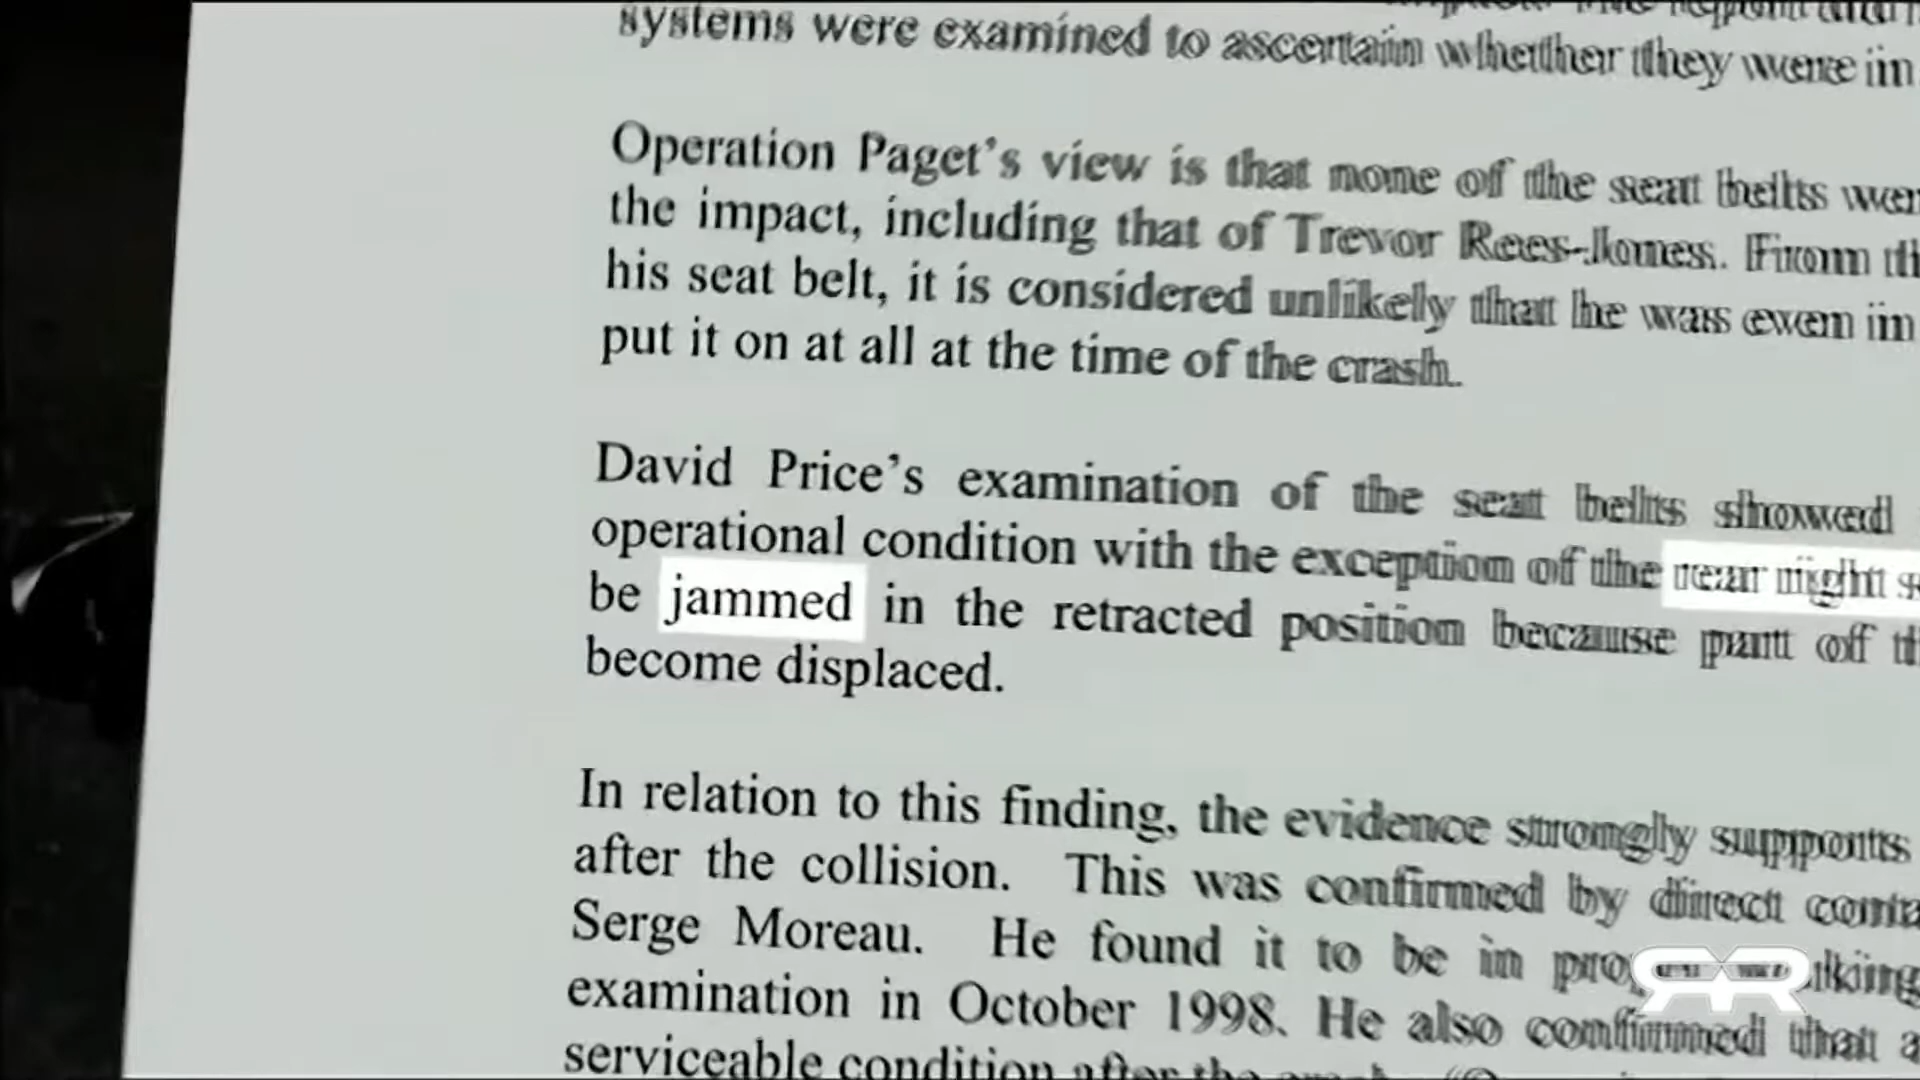 systems were examined to ascertain whether they were in
Operation Paget's view is that none of the seat belts wer
the impact, including that of Trevor Rees-Jones. From th
his seat belt, it is considered unlikely that he was even in
put it on at all at the time of the crash.
David Price's examination of the seat belts showed
operational condition with the exception of the rear right s
be jammed in the retracted position because part of th
become displaced.
In relation to this finding, the evidence strongly supports
after the collision. This was confirmed by direct conta
Serge Moreau. He found it to be in pro
examination in October 1998. He also confirmed that a
serviceable condition after the